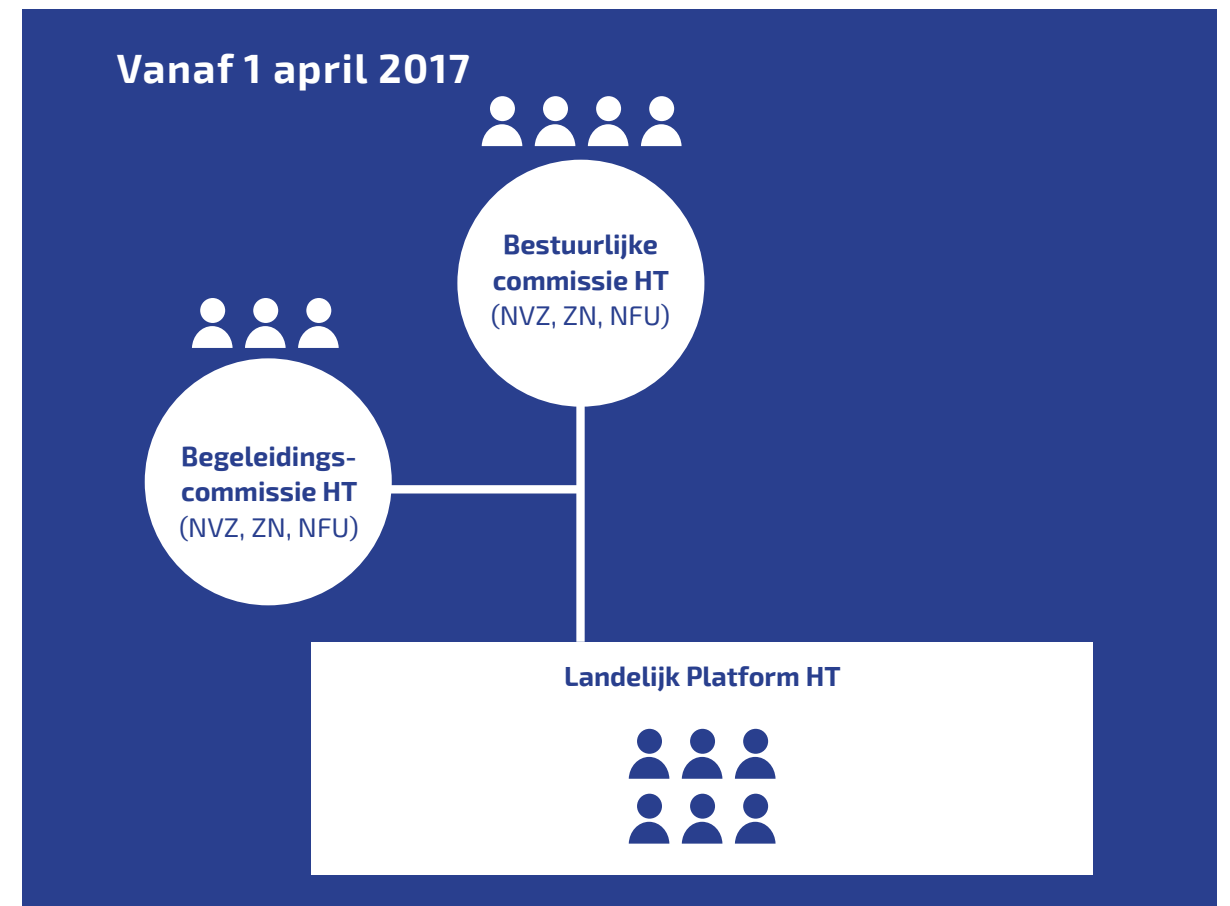 Vanaf 1 april 2017
Bestuurlijke
commissie HT
(NVZ, ZN, NFU)
Begeleidings-
commissie HT
(NVZ, ZN, NFU)
Landelijk Platform HT